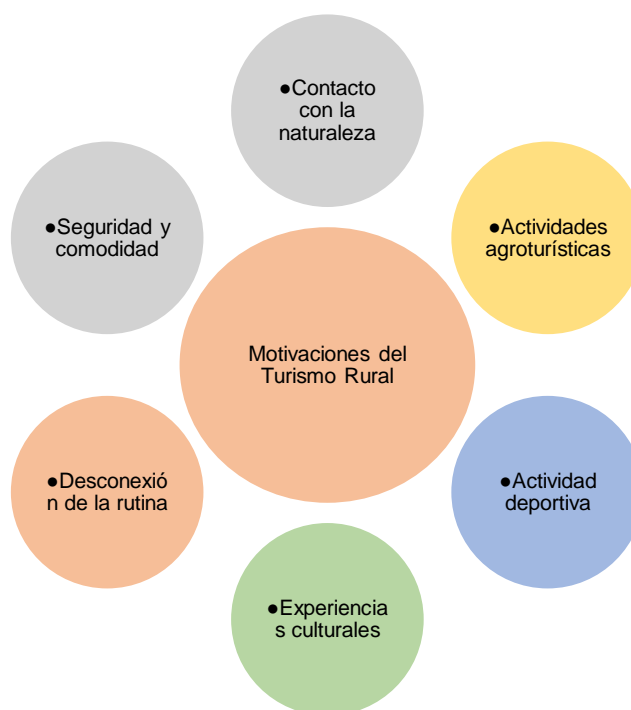 ●Contacto
con la
naturaleza
●Seguridad y
comodidad
●Actividades
agroturísticas
Motivaciones del
Turismo Rural
●Desconexió
n de la rutina
●Actividad
deportiva
●Experiencia
s culturales